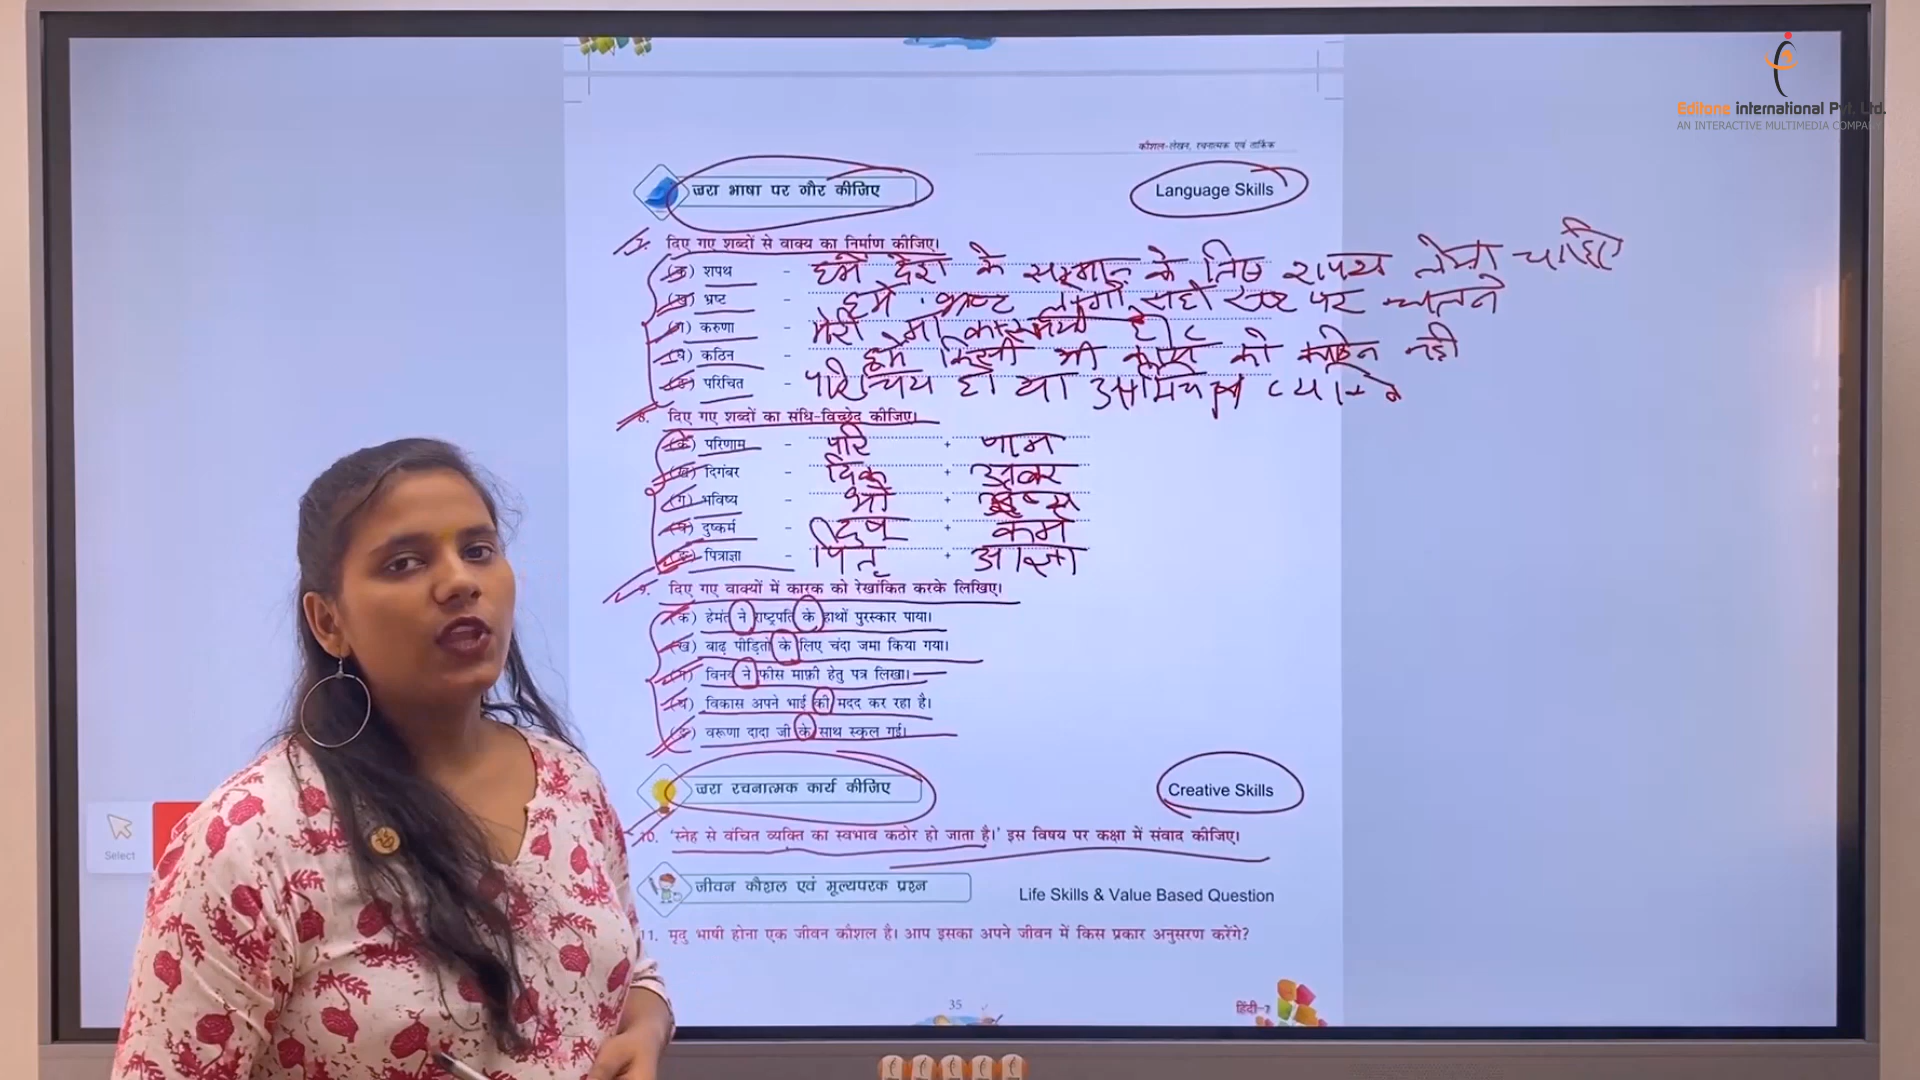 Editone international Pvt. Ltd.
AN INTERACTIVE MULTIMEDIA COMPANY
कौशल-लेखन, रचनात्मक एवं तार्किक
ज़रा भाषा पर गौर कीजिए
Language Skills
7. दिए गए शब्दों से वाक्य का निर्माण कीजिए।
(क) शपथ - हमें देश के सम्मान के लिए शपथ लेना चाहिए
(ख) भ्रष्ट - हमें भ्रष्ट पर चलने
(ग) करुणा - मेरी माँ है
(घ) कठिन - हमें किसी भी कार्य को कठिन नहीं
(ङ) परिचित - परिचय हो या
8. दिए गए शब्दों का संधि-विच्छेद कीजिए।
(क) परिणाम - परि + णाम
(ख) दिगंबर - दिक् + अंबर
(ग) भविष्य - भो +
(घ) दुष्कर्म - दुष् + कर्म
(ङ) पित्राज्ञा - पितृ + आज्ञा
9. दिए गए वाक्यों में कारक को रेखांकित करके लिखिए।
(क) हेमंत ने राष्ट्रपति के हाथों पुरस्कार पाया।
(ख) बाढ़ पीड़ितों के लिए चंदा जमा किया गया।
(ग) विनय ने फीस माफ़ी हेतु पत्र लिखा।
(घ) विकास अपने भाई की मदद कर रहा है।
(ङ) वरूणा दादा जी के साथ स्कूल गई।
ज़रा रचनात्मक कार्य कीजिए
Creative Skills
10. 'स्नेह से वंचित व्यक्ति का स्वभाव कठोर हो जाता है।' इस विषय पर कक्षा में संवाद कीजिए।
Select
जीवन कौशल एवं मूल्यपरक प्रश्न
Life Skills & Value Based Question
11. मृदु भाषी होना एक जीवन कौशल है। आप इसका अपने जीवन में किस प्रकार अनुसरण करेंगे?
35
हिंदी-7